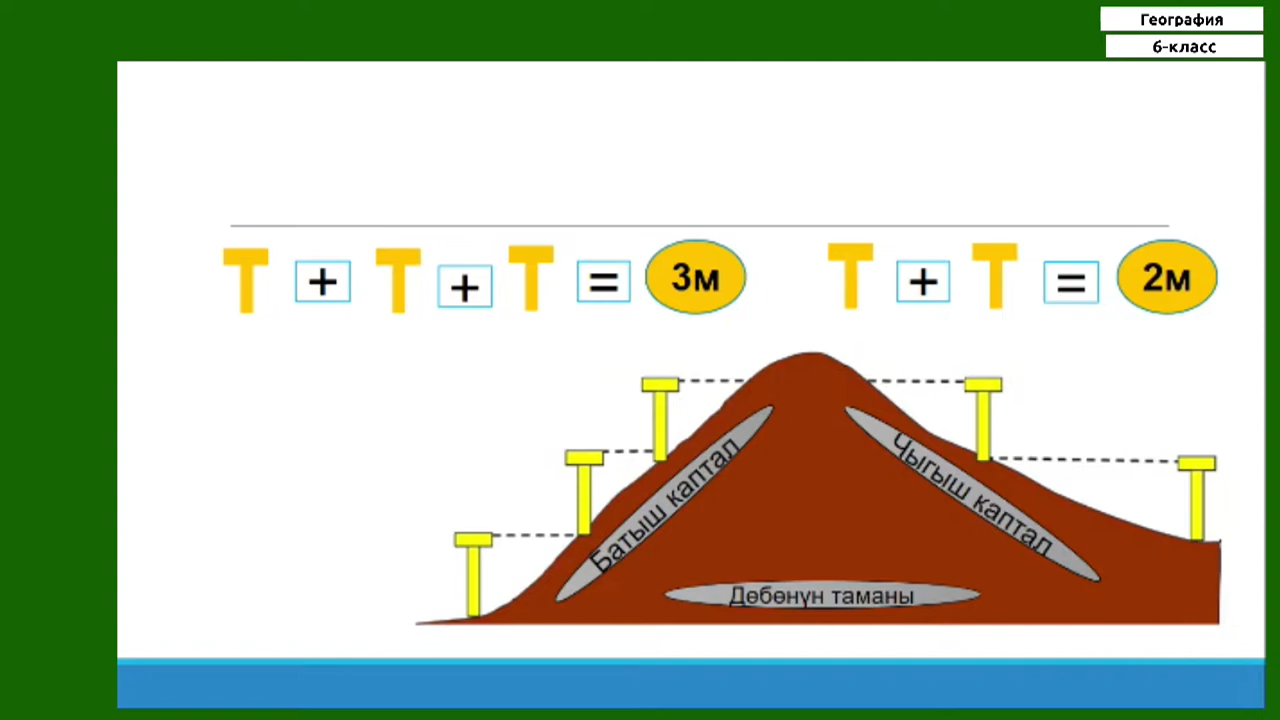 География
6-класс
Т + Т + Т = 3м
Т + Т = 2м
Батыш каптал
Чыгыш каптал
Дөбөнүн таманы